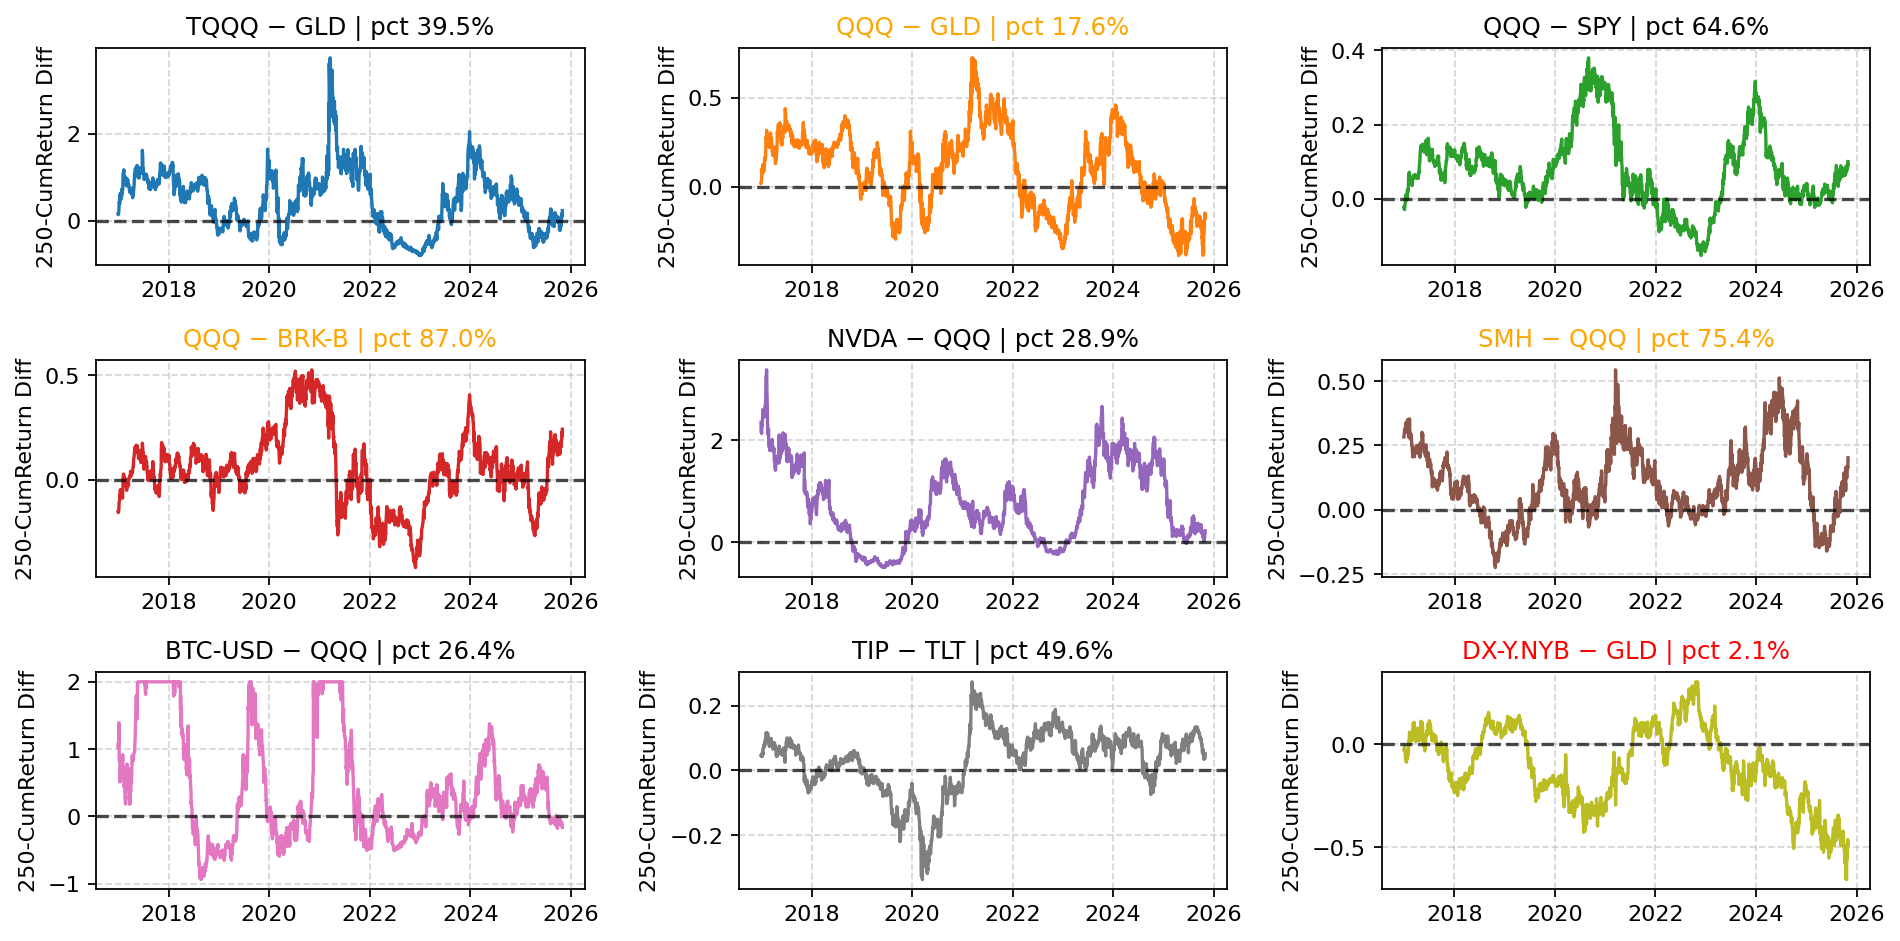 TQQQ − GLD | pct 39.5%
250-CumReturn Diff
2
0
2018 2020 2022 2024 2026
QQQ − GLD | pct 17.6%
250-CumReturn Diff
0.5
0.0
2018 2020 2022 2024 2026
QQQ − SPY | pct 64.6%
250-CumReturn Diff
0.4
0.2
0.0
2018 2020 2022 2024 2026
QQQ − BRK-B | pct 87.0%
250-CumReturn Diff
0.5
0.0
2018 2020 2022 2024 2026
NVDA − QQQ | pct 28.9%
250-CumReturn Diff
2
0
2018 2020 2022 2024 2026
SMH − QQQ | pct 75.4%
250-CumReturn Diff
0.50
0.25
0.00
−0.25
2018 2020 2022 2024 2026
BTC-USD − QQQ | pct 26.4%
250-CumReturn Diff
2
1
0
−1
2018 2020 2022 2024 2026
TIP − TLT | pct 49.6%
250-CumReturn Diff
0.2
0.0
−0.2
2018 2020 2022 2024 2026
DX-Y.NYB − GLD | pct 2.1%
250-CumReturn Diff
0.0
−0.5
2018 2020 2022 2024 2026